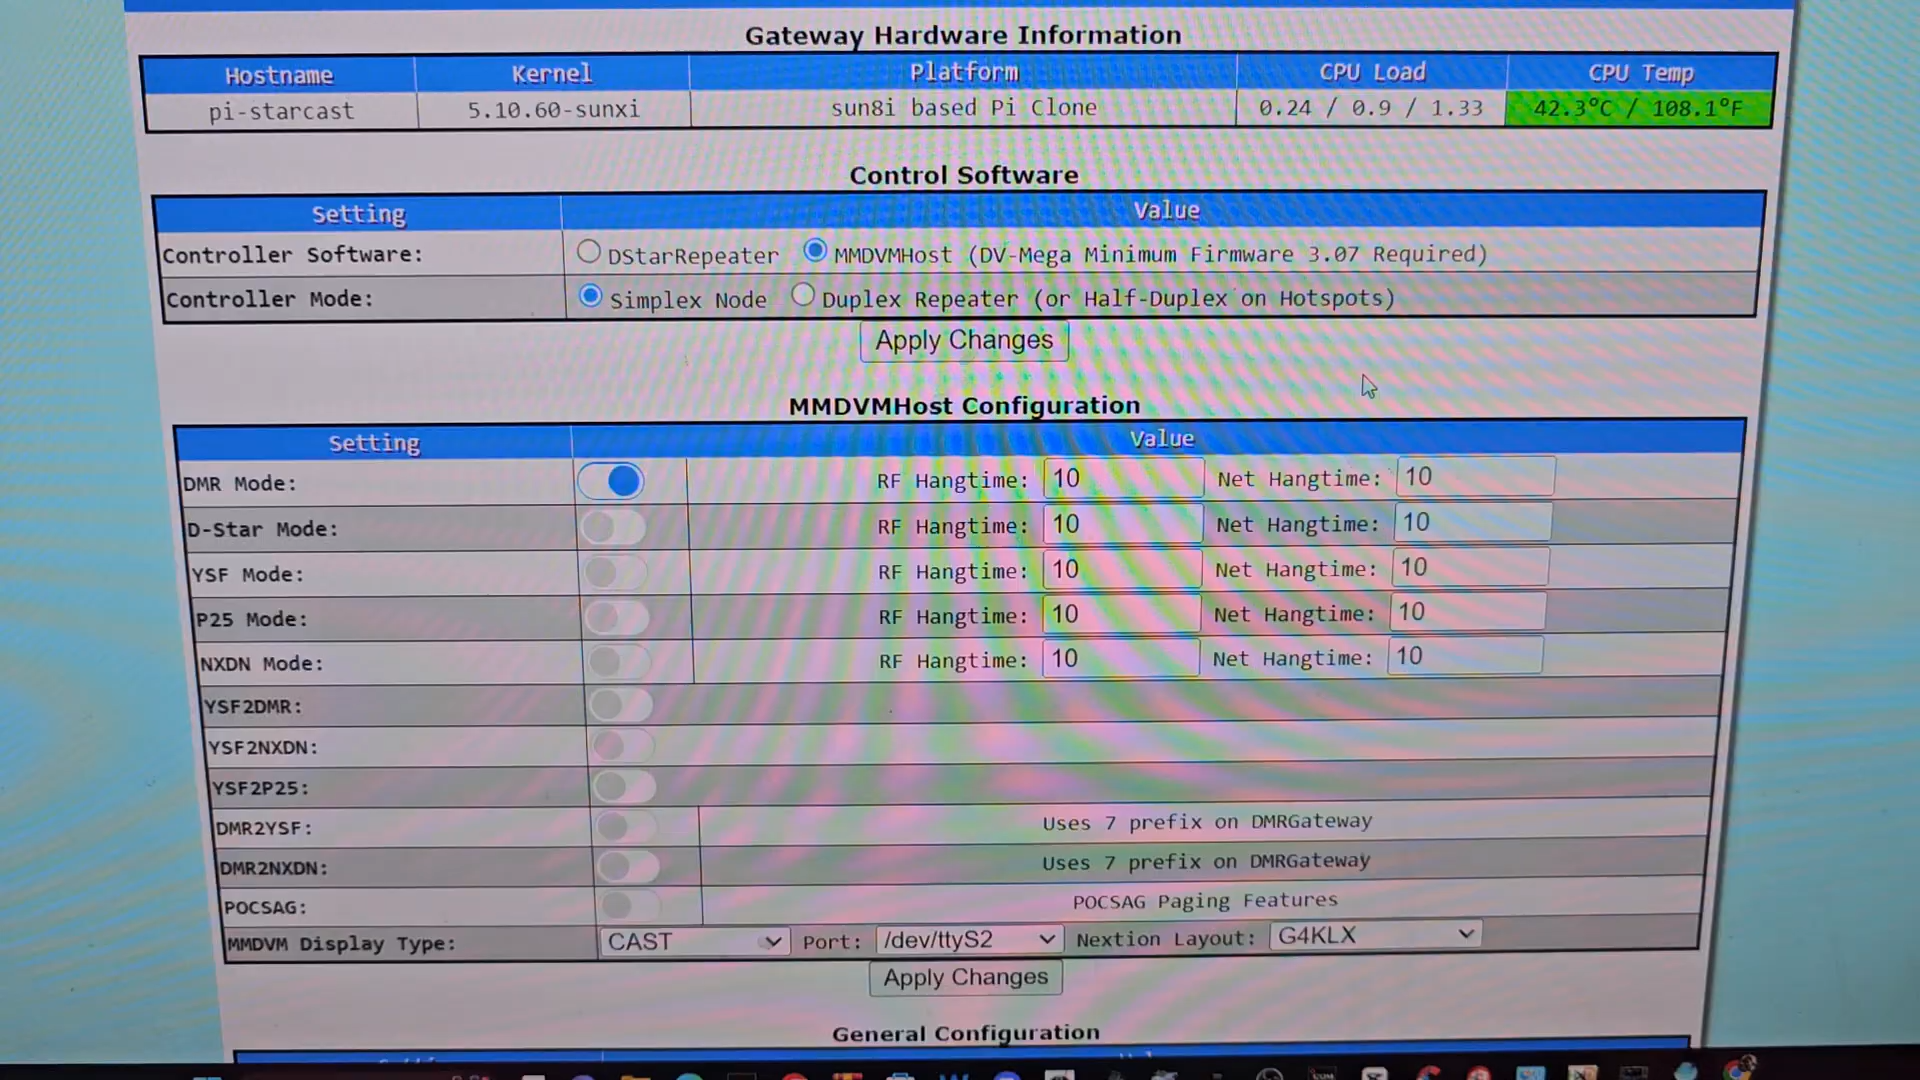 Gateway Hardware Information
Hostname Kernel Platform CPU Load CPU Temp
pi-starcast 5.10.60-sunxi sun8i based Pi Clone 0.24 / 0.9 / 1.33 42.3°C / 108.1°F
Control Software
Setting Value
Controller Software: DStarRepeater MMDVMHost (DV-Mega Minimum Firmware 3.07 Required)
Controller Mode: Simplex Node Duplex Repeater (or Half-Duplex on Hotspots)
Apply Changes
MMDVMHost Configuration
Setting Value
DMR Mode: RF Hangtime: 10 Net Hangtime: 10
D-Star Mode: RF Hangtime: 10 Net Hangtime: 10
YSF Mode: RF Hangtime: 10 Net Hangtime: 10
P25 Mode: RF Hangtime: 10 Net Hangtime: 10
NXDN Mode: RF Hangtime: 10 Net Hangtime: 10
YSF2DMR:
YSF2NXDN:
YSF2P25:
DMR2YSF: Uses 7 prefix on DMRGateway
DMR2NXDN: Uses 7 prefix on DMRGateway
POCSAG: POCSAG Paging Features
MMDVM Display Type: CAST Port: /dev/ttyS2 Nextion Layout: G4KLX
Apply Changes
General Configuration